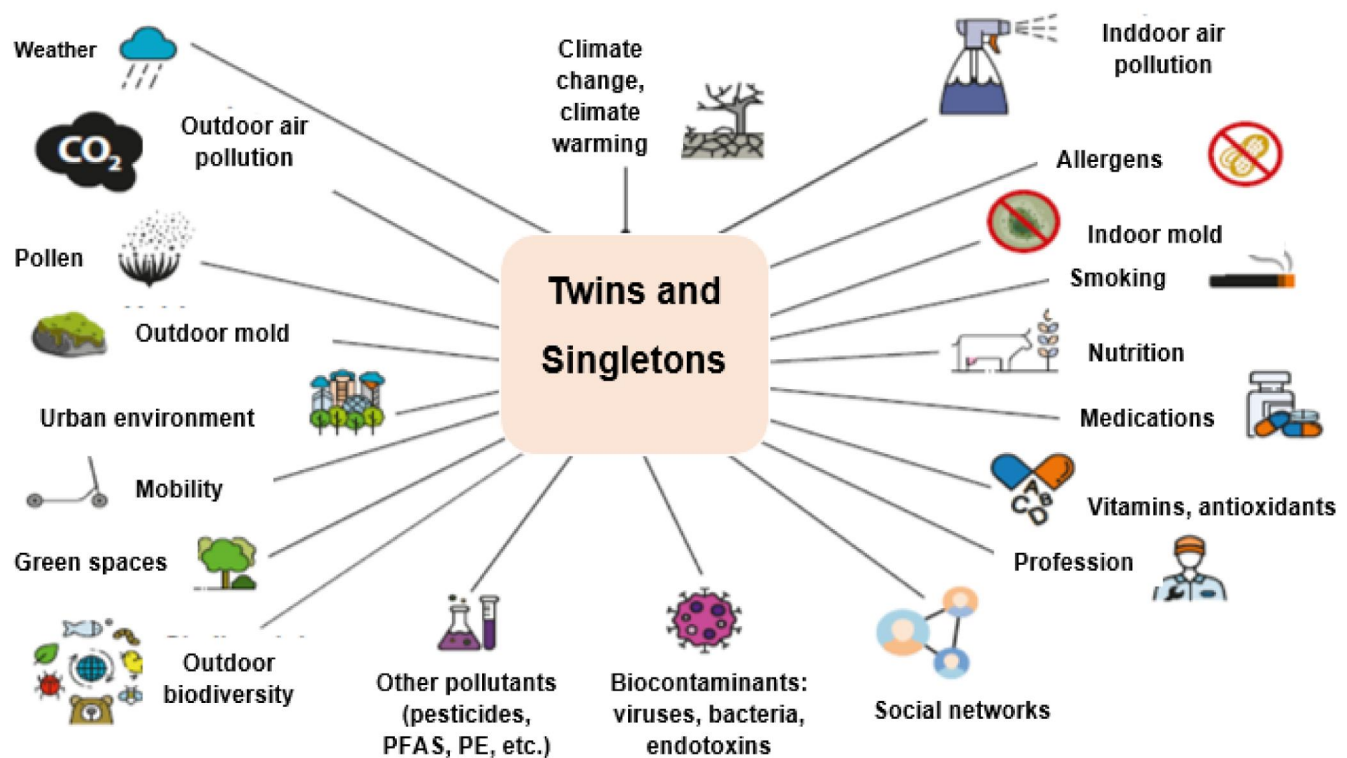 Weather
CO2
Outdoor air
pollution
Pollen
Outdoor mold
Urban environment
Mobility
Green spaces
Outdoor
biodiversity
Climate
change,
climate
warming
Twins and
Singletons
Other pollutants
(pesticides,
PFAS, PE, etc.)
Biocontaminants:
viruses, bacteria,
endotoxins
Social networks
Inddoor air
pollution
Allergens
Indoor mold
Smoking
Nutrition
Medications
A
B
C
D
Vitamins, antioxidants
Profession